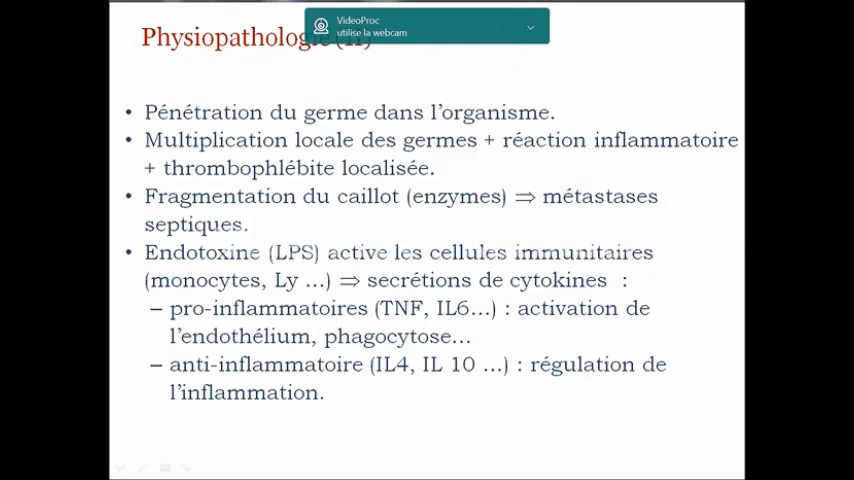 VideoProc
utilise la webcam
Physiopathologie (II)
• Pénétration du germe dans l'organisme.
• Multiplication locale des germes + réaction inflammatoire
+ thrombophlébite localisée.
• Fragmentation du caillot (enzymes) ⇒ métastases
septiques.
• Endotoxine (LPS) active les cellules immunitaires
(monocytes, Ly ...) ⇒ secrétions de cytokines :
– pro-inflammatoires (TNF, IL6...) : activation de
l'endothélium, phagocytose...
– anti-inflammatoire (IL4, IL 10 ...) : régulation de
l'inflammation.